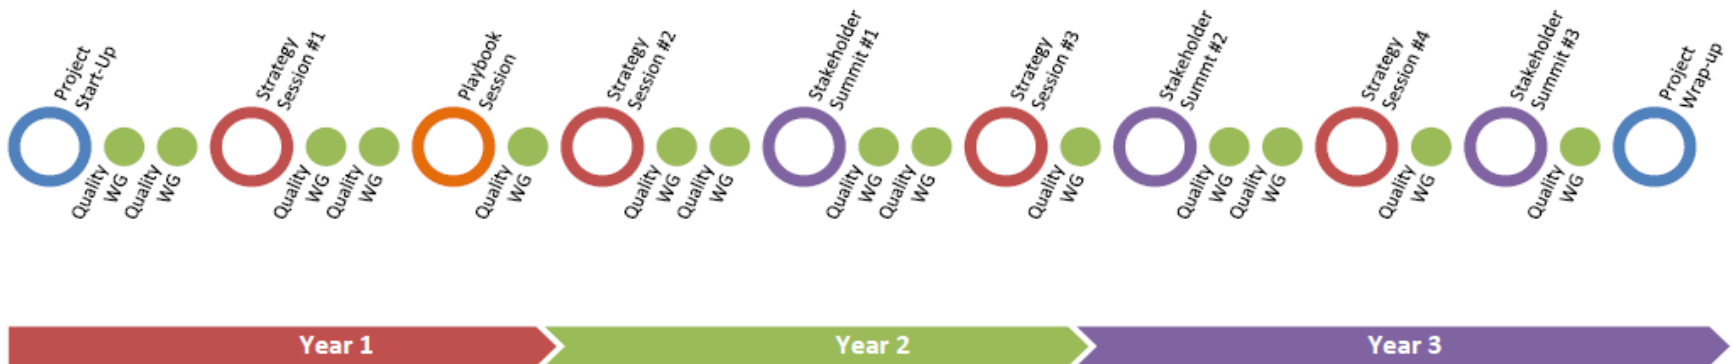 Project
Start-Up
Quality
WG
Quality
WG
Strategy
Session #1
Quality
WG
Quality
WG
Playbook
Session
Quality
WG
Strategy
Session #2
Quality
WG
Quality
WG
Stakeholder
Summit #1
Quality
WG
Quality
WG
Strategy
Session #3
Quality
WG
Stakeholder
Summt #2
Quality
WG
Quality
WG
Strategy
Session #4
Quality
WG
Stakeholder
Summit #3
Quality
WG
Project
Wrap-up
Year 1
Year 2
Year 3